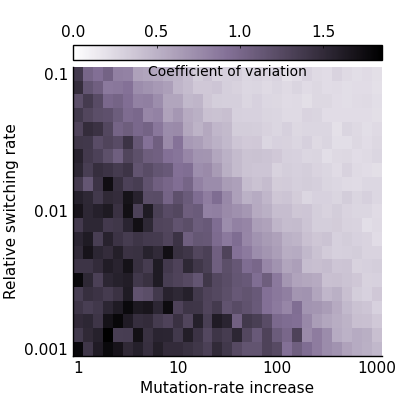 0.0 0.5 1.0 1.5
Coefficient of variation
0.1
0.01
0.001
Relative switching rate
1 10 100 1000
Mutation-rate increase